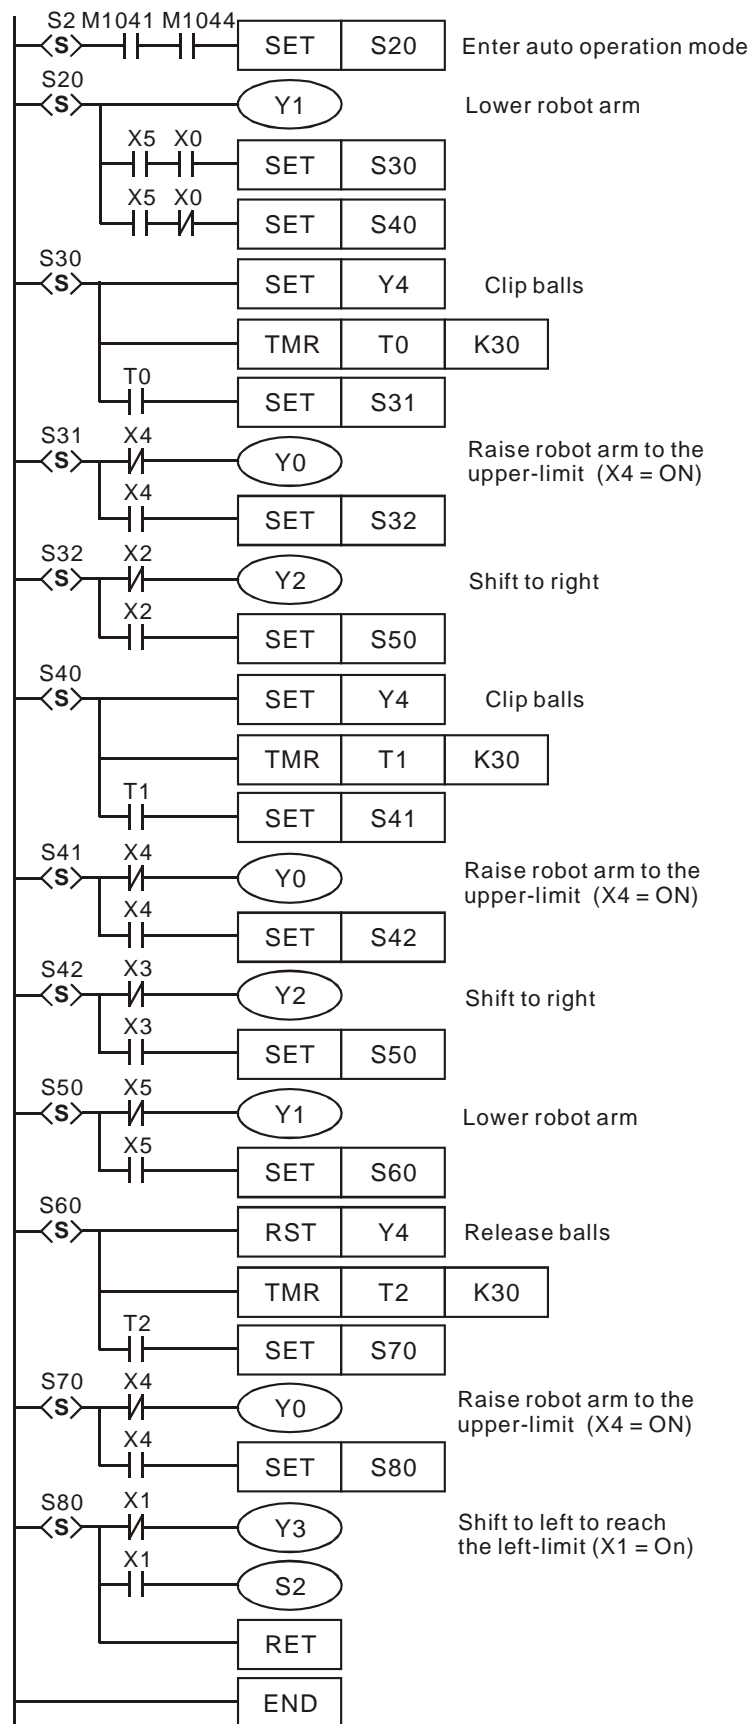 S2 M1041 M1044
S SET S20 Enter auto operation mode
S20
S Y1 Lower robot arm
X5 X0
SET S30
X5 X0
SET S40
S30
S SET Y4 Clip balls
TMR T0 K30
T0
SET S31
S31 X4
S Y0 Raise robot arm to the
upper-limit (X4 = ON)
X4
SET S32
S32 X2
S Y2 Shift to right
X2
SET S50
S40
S SET Y4 Clip balls
TMR T1 K30
T1
SET S41
S41 X4
S Y0 Raise robot arm to the
upper-limit (X4 = ON)
X4
SET S42
S42 X3
S Y2 Shift to right
X3
SET S50
S50 X5
S Y1 Lower robot arm
X5
SET S60
S60
S RST Y4 Release balls
TMR T2 K30
T2
SET S70
S70 X4
S Y0 Raise robot arm to the
upper-limit (X4 = ON)
X4
SET S80
S80 X1
S Y3 Shift to left to reach
the left-limit (X1 = On)
X1
S2
RET
END